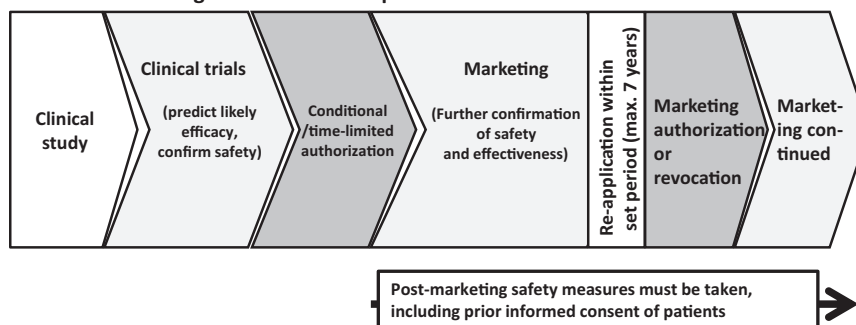 Clinical
study
Clinical trials
(predict likely
efficacy,
confirm safety)
Conditional
/time-limited
authorization
Marketing
(Further confirmation
of safety
and effectiveness)
Re-application within
set period (max. 7 years)
Marketing
authorization
or
revocation
Market-
ing con-
tinued
Post-marketing safety measures must be taken,
including prior informed consent of patients